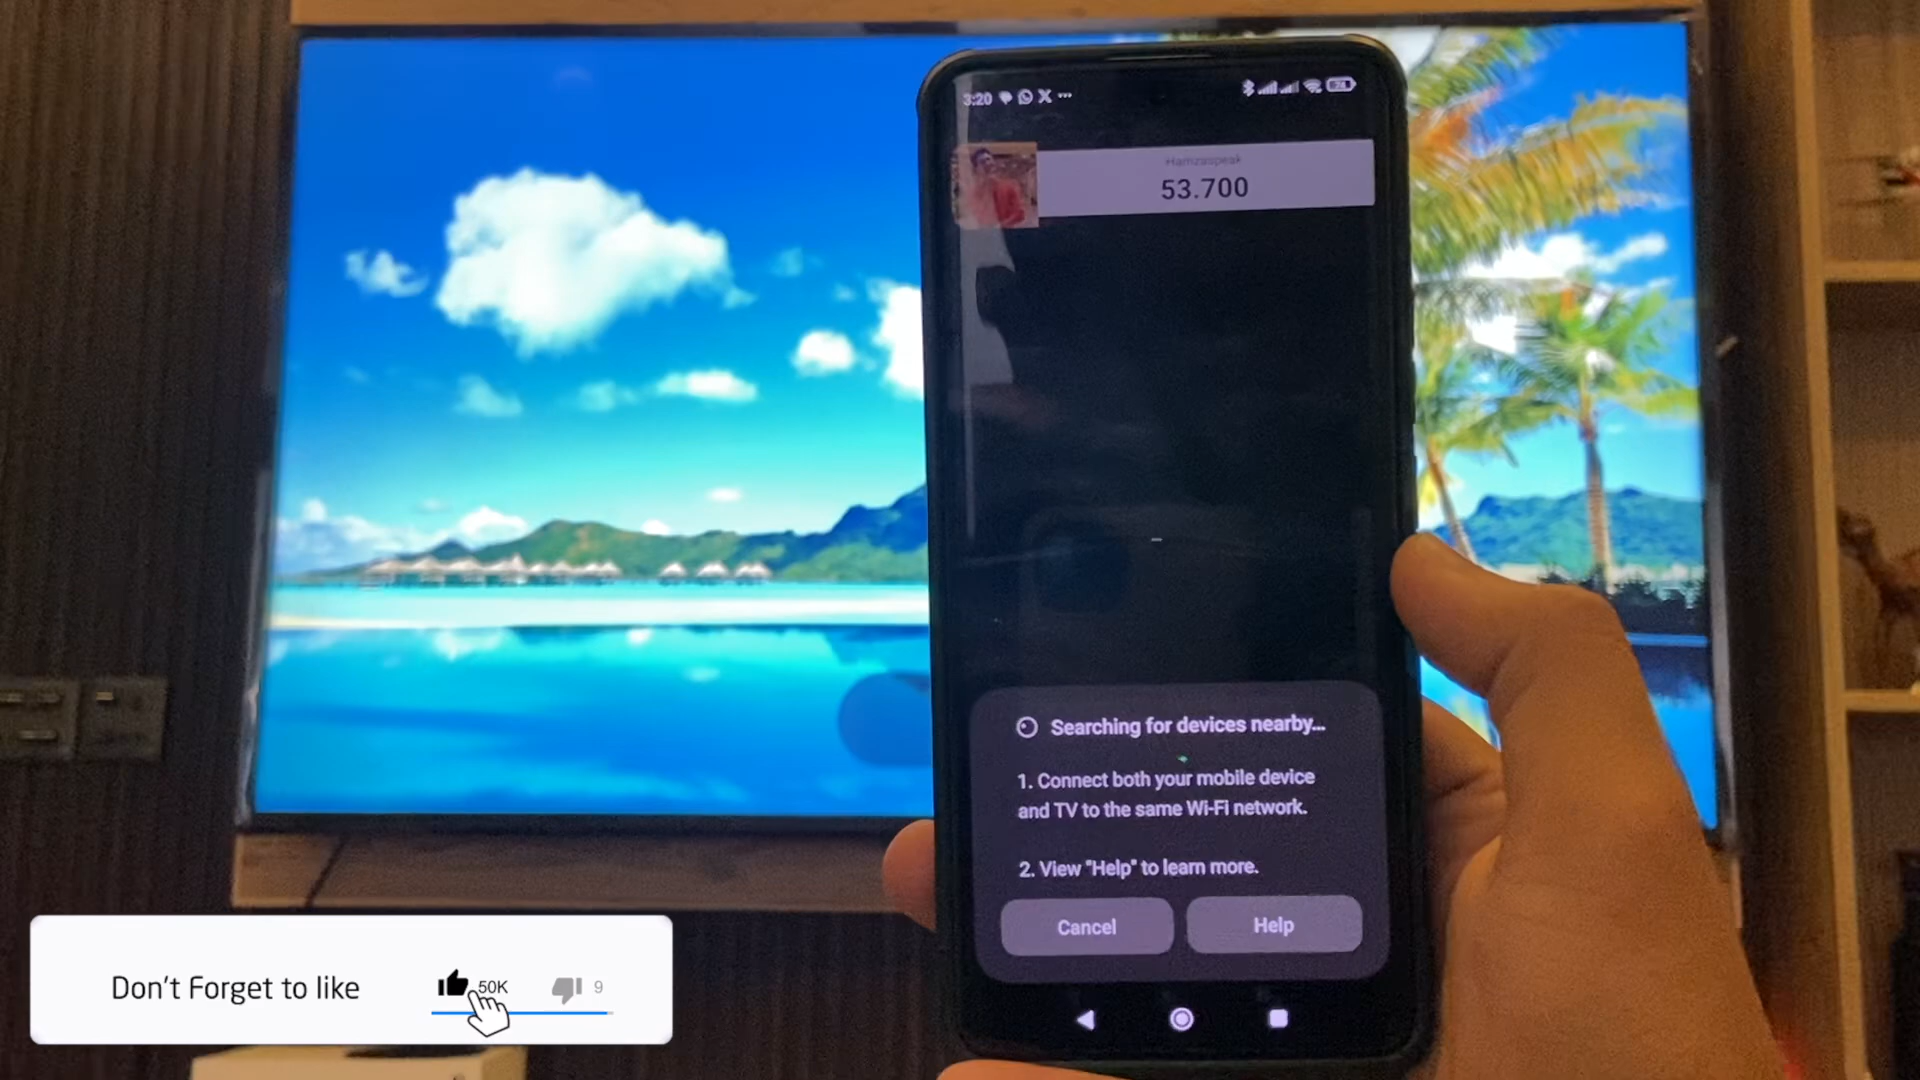 3:20
Hamzaspeak
53.700
Searching for devices nearby...
1. Connect both your mobile device
and TV to the same Wi-Fi network.
2. View "Help" to learn more.
Cancel
Help
Don't Forget to like
50K
9